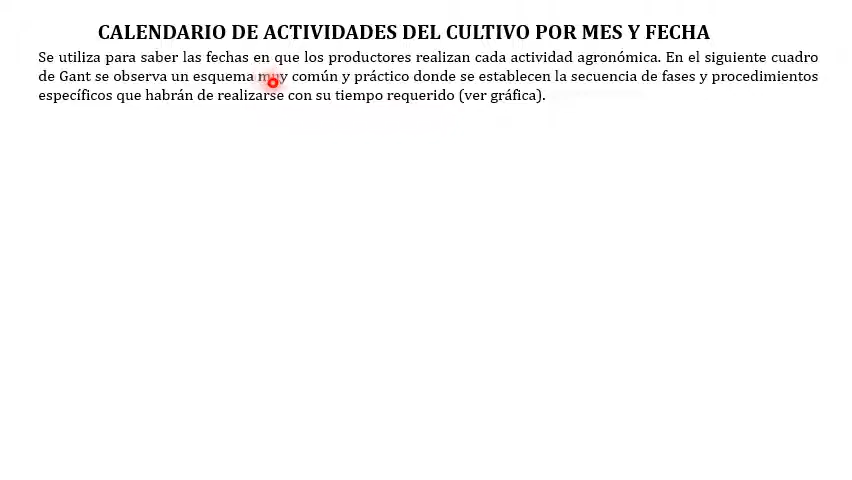 CALENDARIO DE ACTIVIDADES DEL CULTIVO POR MES Y FECHA
Se utiliza para saber las fechas en que los productores realizan cada actividad agronómica. En el siguiente cuadro
de Gant se observa un esquema muy común y práctico donde se establecen la secuencia de fases y procedimientos
específicos que habrán de realizarse con su tiempo requerido (ver gráfica).